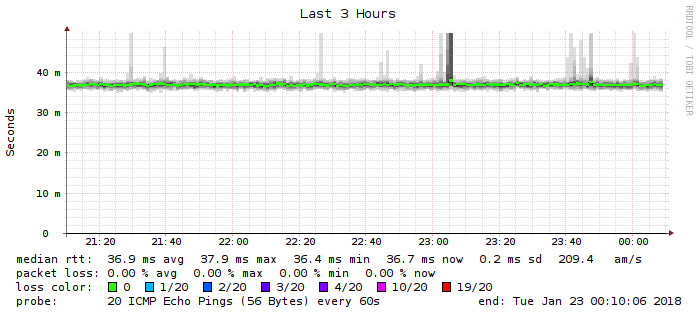 Last 3 Hours
RRDTOOL / TOBI OETIKER
Seconds
40 m
30 m
20 m
10 m
0
21:20 21:40 22:00 22:20 22:40 23:00 23:20 23:40 00:00
median rtt: 36.9 ms avg 37.9 ms max 36.4 ms min 36.7 ms now 0.2 ms sd 209.4 am/s
packet loss: 0.00 % avg 0.00 % max 0.00 % min 0.00 % now
loss color: 0 1/20 2/20 3/20 4/20 10/20 19/20
probe: 20 ICMP Echo Pings (56 Bytes) every 60s end: Tue Jan 23 00:10:06 2018